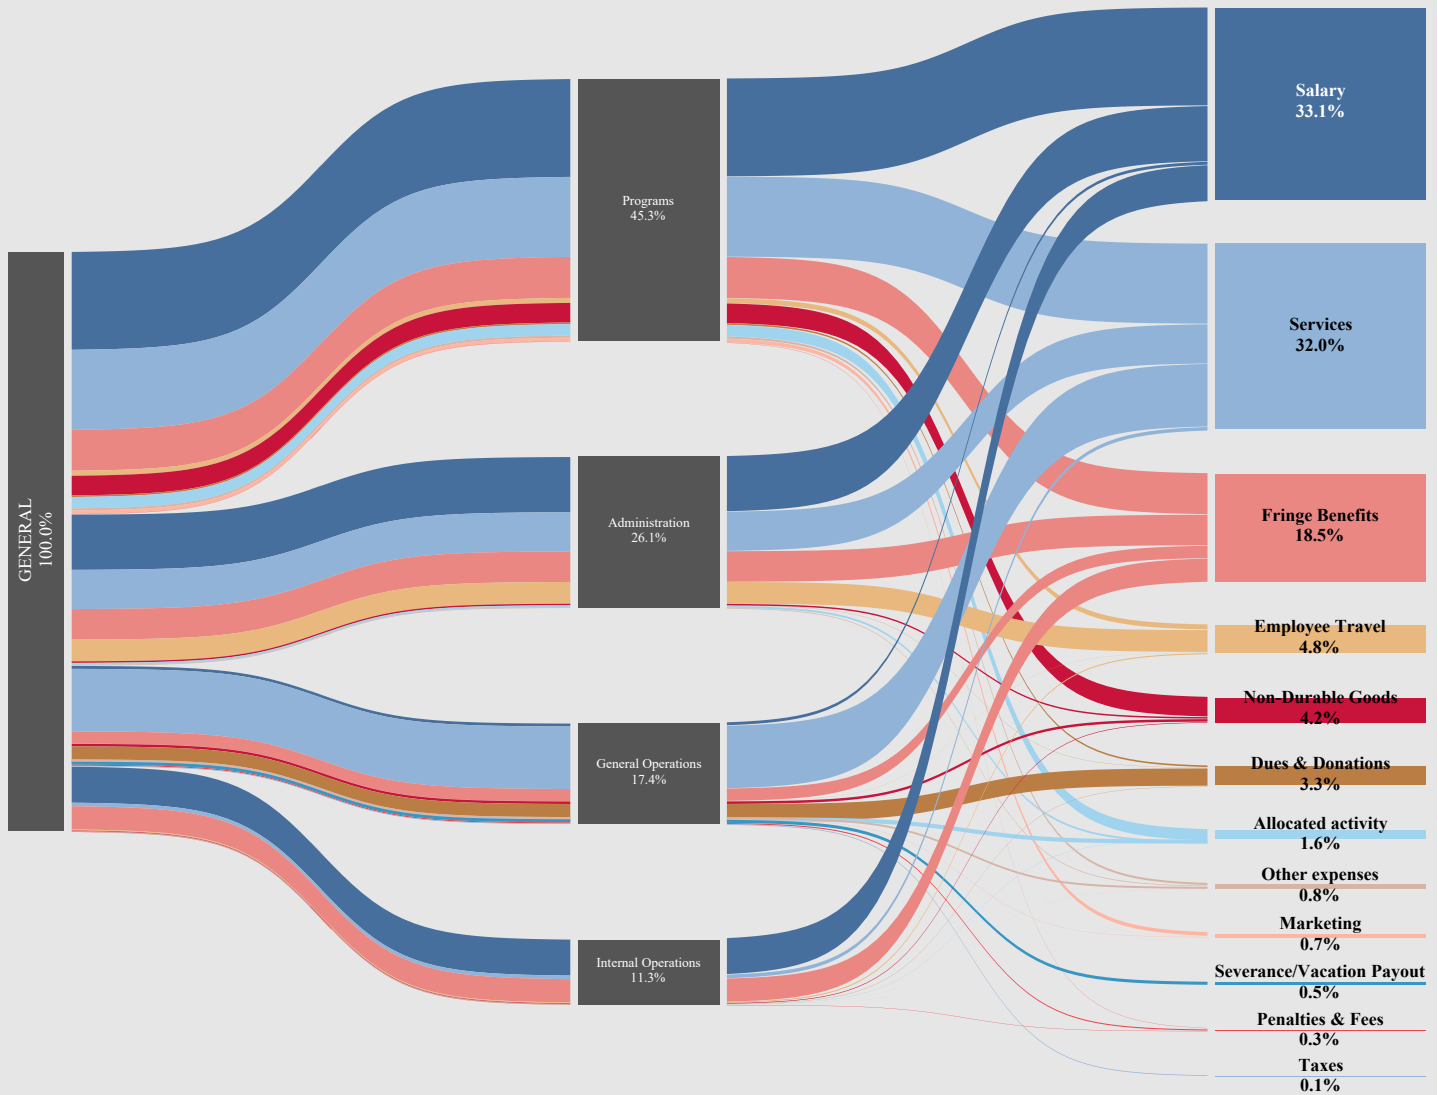 GENERAL
100.0%
Programs
45.3%
Administration
26.1%
General Operations
17.4%
Internal Operations
11.3%
Salary
33.1%
Services
32.0%
Fringe Benefits
18.5%
Employee Travel
4.8%
Non-Durable Goods
4.2%
Dues & Donations
3.3%
Allocated activity
1.6%
Other expenses
0.8%
Marketing
0.7%
Severance/Vacation Payout
0.5%
Penalties & Fees
0.3%
Taxes
0.1%